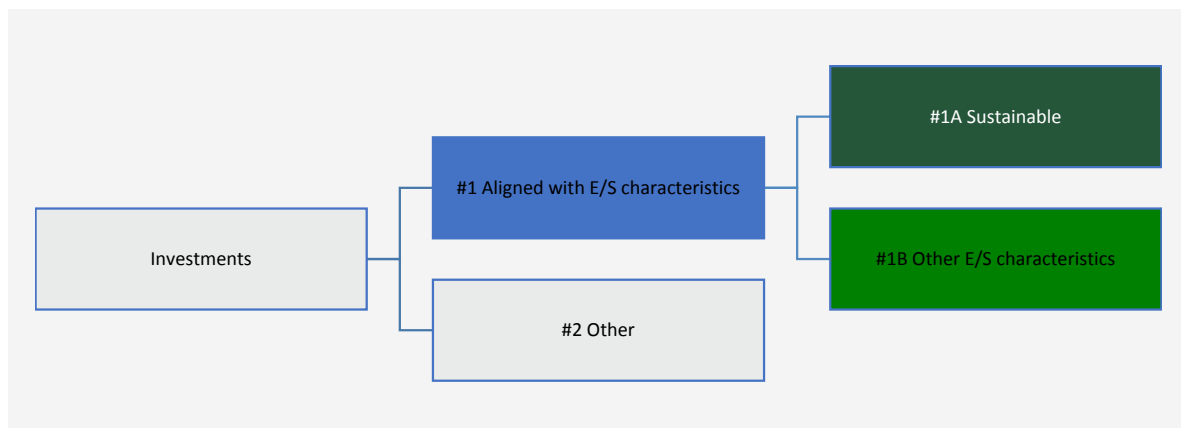 Investments
#1 Aligned with E/S characteristics
#2 Other
#1A Sustainable
#1B Other E/S characteristics